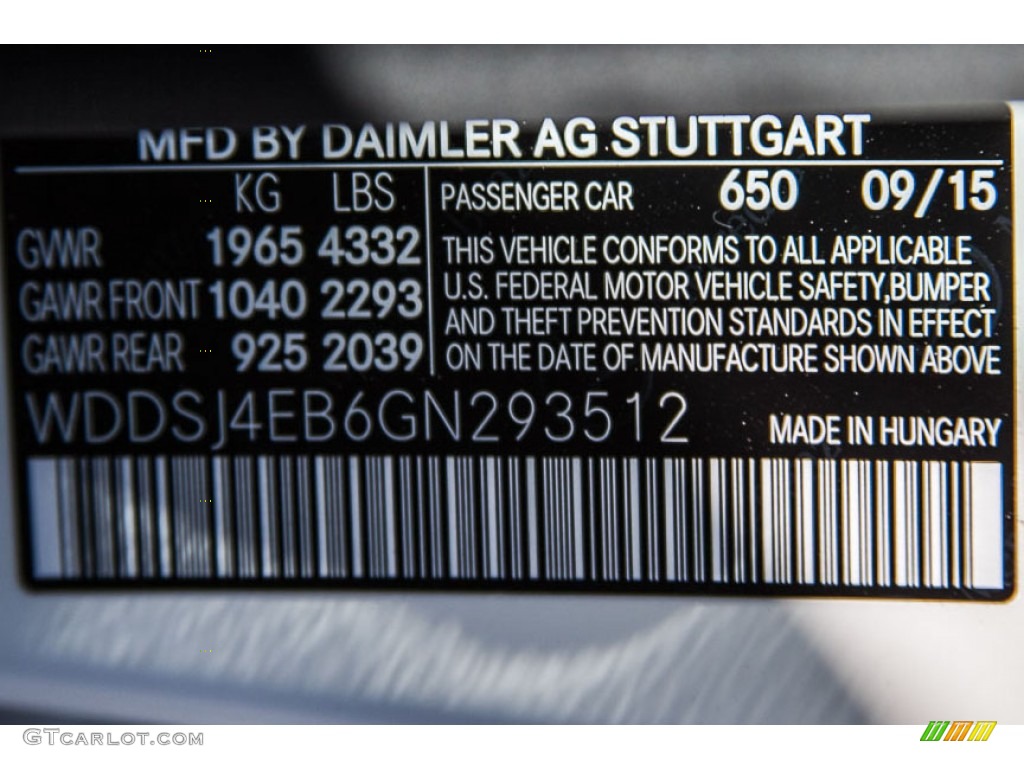 MFD BY DAIMLER AG STUTTGART
KG LBS
GVWR 1965 4332
GAWR FRONT 1040 2293
GAWR REAR 925 2039
PASSENGER CAR 650 09/15
THIS VEHICLE CONFORMS TO ALL APPLICABLE
U.S. FEDERAL MOTOR VEHICLE SAFETY,BUMPER
AND THEFT PREVENTION STANDARDS IN EFFECT
ON THE DATE OF MANUFACTURE SHOWN ABOVE
WDDSJ4EB6GN293512
MADE IN HUNGARY
GTCARLOT.COM